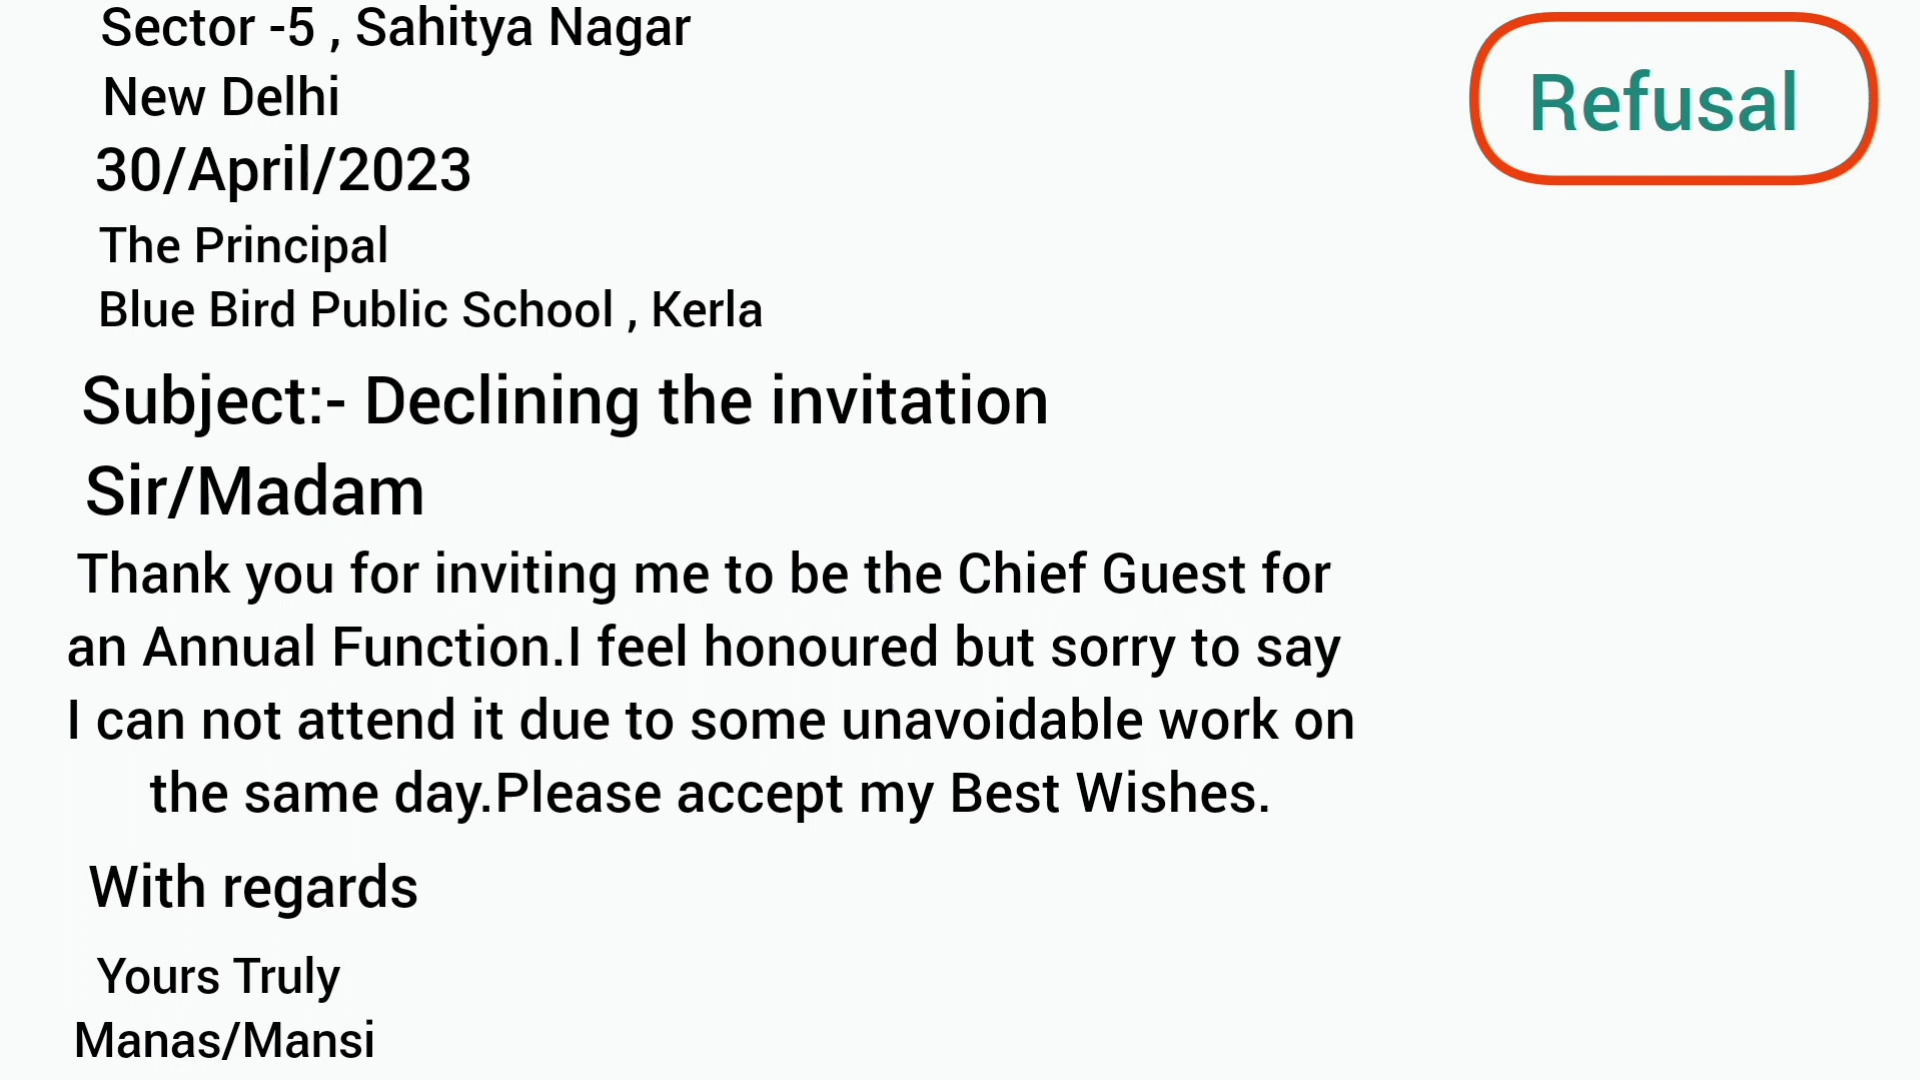 Sector -5 , Sahitya Nagar
Refusal
New Delhi
30/April/2023
The Principal
Blue Bird Public School , Kerla
Subject:- Declining the invitation
Sir/Madam
Thank you for inviting me to be the Chief Guest for
an Annual Function.I feel honoured but sorry to say
I can not attend it due to some unavoidable work on
the same day.Please accept my Best Wishes.
With regards
Yours Truly
Manas/Mansi